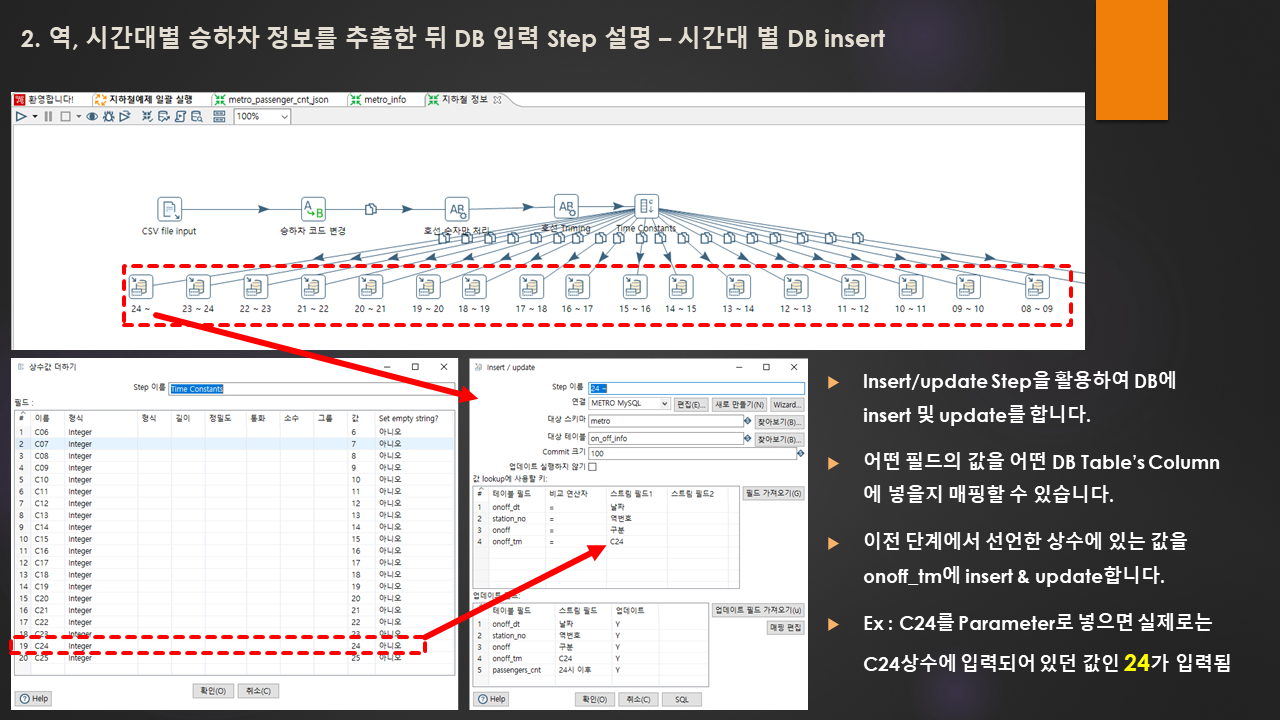 2. 역, 시간대별 승하차 정보를 추출한 뒤 DB 입력 Step 설명 – 시간대 별 DB insert
환영합니다! 지하철예제 일괄 실행 metro_passenger_cnt_json metro_info 지하철 정보
100%
CSV file input 승하차 코드 변경 호선 숫자만 처리 호선 Triming Time Constants
24 ~ 23 ~ 24 22 ~ 23 21 ~ 22 20 ~ 21 19 ~ 20 18 ~ 19 17 ~ 18 16 ~ 17 15 ~ 16 14 ~ 15 13 ~ 14 12 ~ 13 11 ~ 12 10 ~ 11 09 ~ 10 08 ~ 09
상수값 더하기
Step 이름 Time Constants
필드 :
# 이름 형식 형식 길이 정밀도 통화 소수 그룹 값 Set empty string?
1 C06 Integer 6 아니오
2 C07 Integer 7 아니오
3 C08 Integer 8 아니오
4 C09 Integer 9 아니오
5 C10 Integer 10 아니오
6 C11 Integer 11 아니오
7 C12 Integer 12 아니오
8 C13 Integer 13 아니오
9 C14 Integer 14 아니오
10 C15 Integer 15 아니오
11 C16 Integer 16 아니오
12 C17 Integer 17 아니오
13 C18 Integer 18 아니오
14 C19 Integer 19 아니오
15 C20 Integer 20 아니오
16 C21 Integer 21 아니오
17 C22 Integer 22 아니오
18 C23 Integer 23 아니오
19 C24 Integer 24 아니오
20 C25 Integer 25 아니오
Help 확인(O) 취소(C)
Insert / update
Step 이름 24 ~
연결 METRO MySQL 편집(E)... 새로 만들기(N) Wizard...
대상 스키마 metro 찾아보기(B)...
대상 테이블 on_off_info 찾아보기(B)...
Commit 크기 100
업데이트 실행하지 않기
값 lookup에 사용할 키:
# 테이블 필드 비교 연산자 스트림 필드1 스트림 필드2 필드 가져오기(G)
1 onoff_dt = 날짜
2 station_no = 역번호
3 onoff = 구분
4 onoff_tm = C24
업데이트 필드:
# 테이블 필드 스트림 필드 업데이트 업데이트 필드 가져오기(u)
1 onoff_dt 날짜 Y
매핑 편집
2 station_no 역번호 Y
3 onoff 구분 Y
4 onoff_tm C24 Y
5 passengers_cnt 24시 이후 Y
Help 확인(O) 취소(C) SQL
Insert/update Step을 활용하여 DB에
insert 및 update를 합니다.
어떤 필드의 값을 어떤 DB Table’s Column
에 넣을지 매핑할 수 있습니다.
이전 단계에서 선언한 상수에 있는 값을
onoff_tm에 insert & update합니다.
Ex : C24를 Parameter로 넣으면 실제로는
C24상수에 입력되어 있던 값인 24가 입력됨